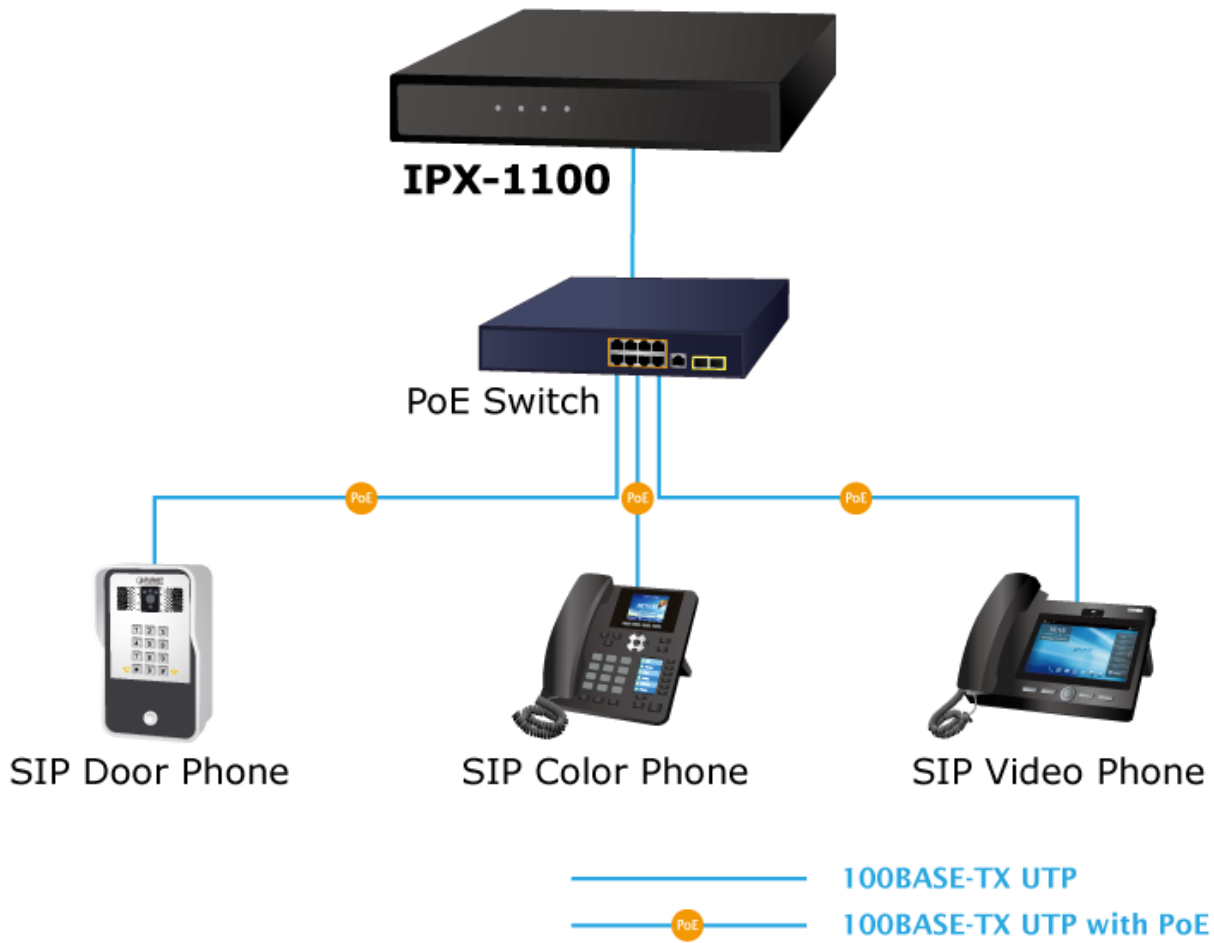 IPX-1100
PoE Switch
PoE
PoE
PoE
SIP Door Phone
SIP Color Phone
SIP Video Phone
100BASE-TX UTP
PoE
100BASE-TX UTP with PoE